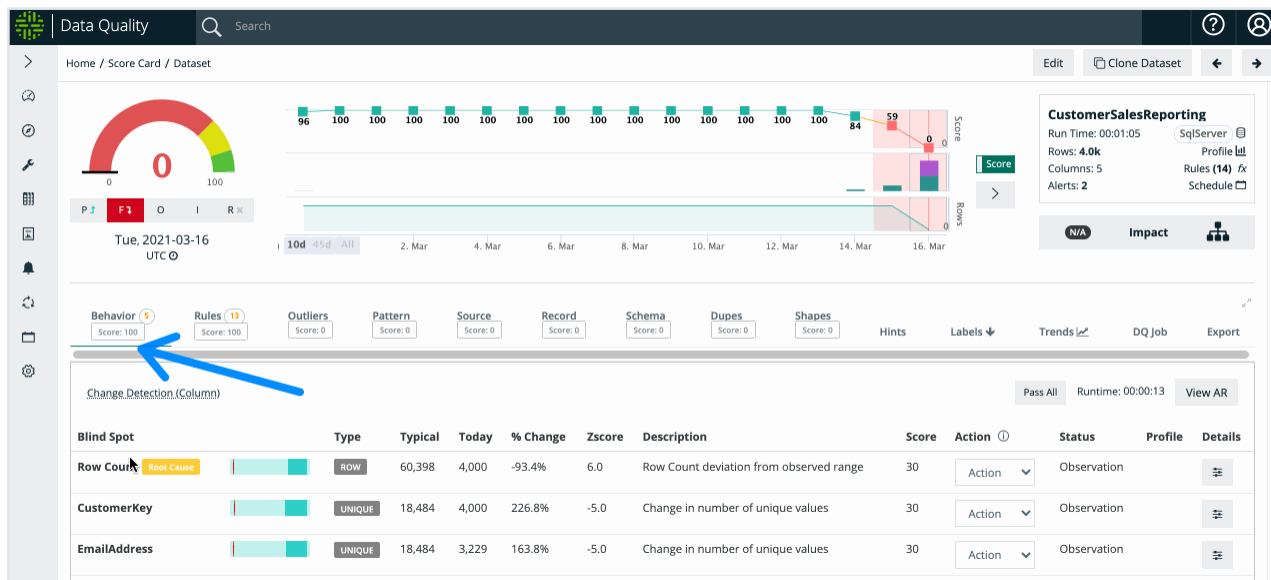 Data Quality
Search
Home / Score Card / Dataset
Edit
Clone Dataset
0
0
100
P
F
O
I
R
Tue, 2021-03-16
UTC
96 100 100 100 100 100 100 100 100 100 100 100 100 100 100 84 59 0
0
Score
0
Rows
10d 45d All
2. Mar 4. Mar 6. Mar 8. Mar 10. Mar 12. Mar 14. Mar 16. Mar
Score
CustomerSalesReporting
Run Time: 00:01:05 SqlServer
Rows: 4.0k Profile
Columns: 5 Rules (14) fx
Alerts: 2 Schedule
N/A Impact
Behavior 5 Rules 13 Outliers Pattern Source Record Schema Dupes Shapes
Score: 100 Score: 100 Score: 0 Score: 0 Score: 0 Score: 0 Score: 0 Score: 0 Score: 0
Hints Labels Trends DQ Job Export
Change Detection (Column)
Pass All Runtime: 00:00:13 View AR
Blind Spot Type Typical Today % Change Zscore Description Score Action Status Profile Details
Row Root Cause ROW 60,398 4,000 -93.4% 6.0 Row Count deviation from observed range 30 Action Observation
CustomerKey UNIQUE 18,484 4,000 226.8% -5.0 Change in number of unique values 30 Action Observation
EmailAddress UNIQUE 18,484 3,229 163.8% -5.0 Change in number of unique values 30 Action Observation